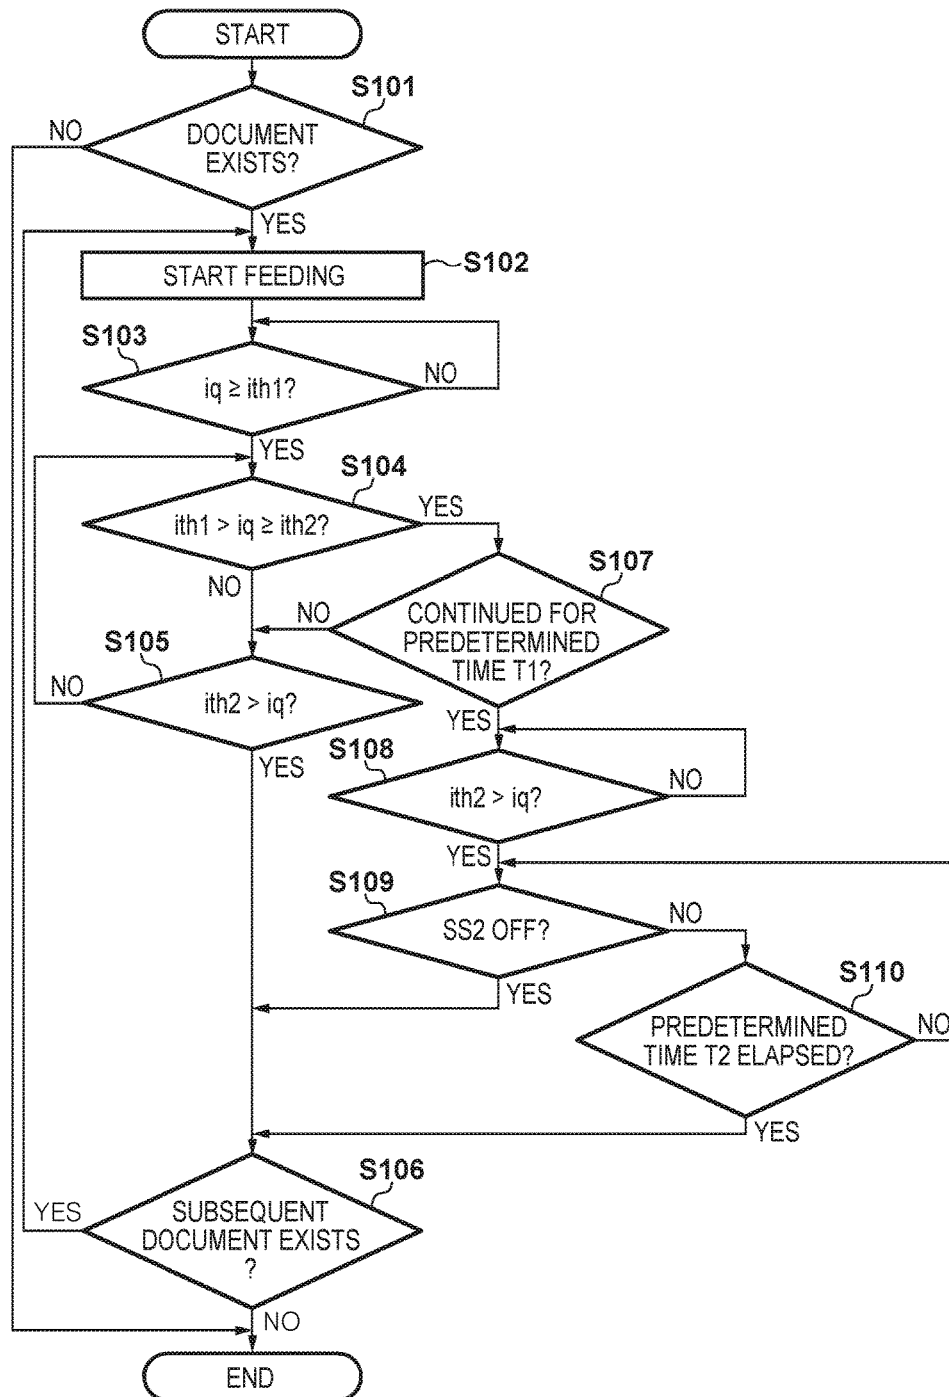 START
S101
NO
DOCUMENT
EXISTS?
YES
START FEEDING
S102
S103
iq ≥ ith1?
NO
YES
S104
ith1 > iq ≥ ith2?
YES
NO
S107
NO
CONTINUED FOR
PREDETERMINED
TIME T1?
S105
NO
ith2 > iq?
YES
YES
S108
ith2 > iq?
NO
YES
S109
SS2 OFF?
NO
YES
S110
PREDETERMINED
TIME T2 ELAPSED?
NO
YES
S106
YES
SUBSEQUENT
DOCUMENT EXISTS
?
NO
END